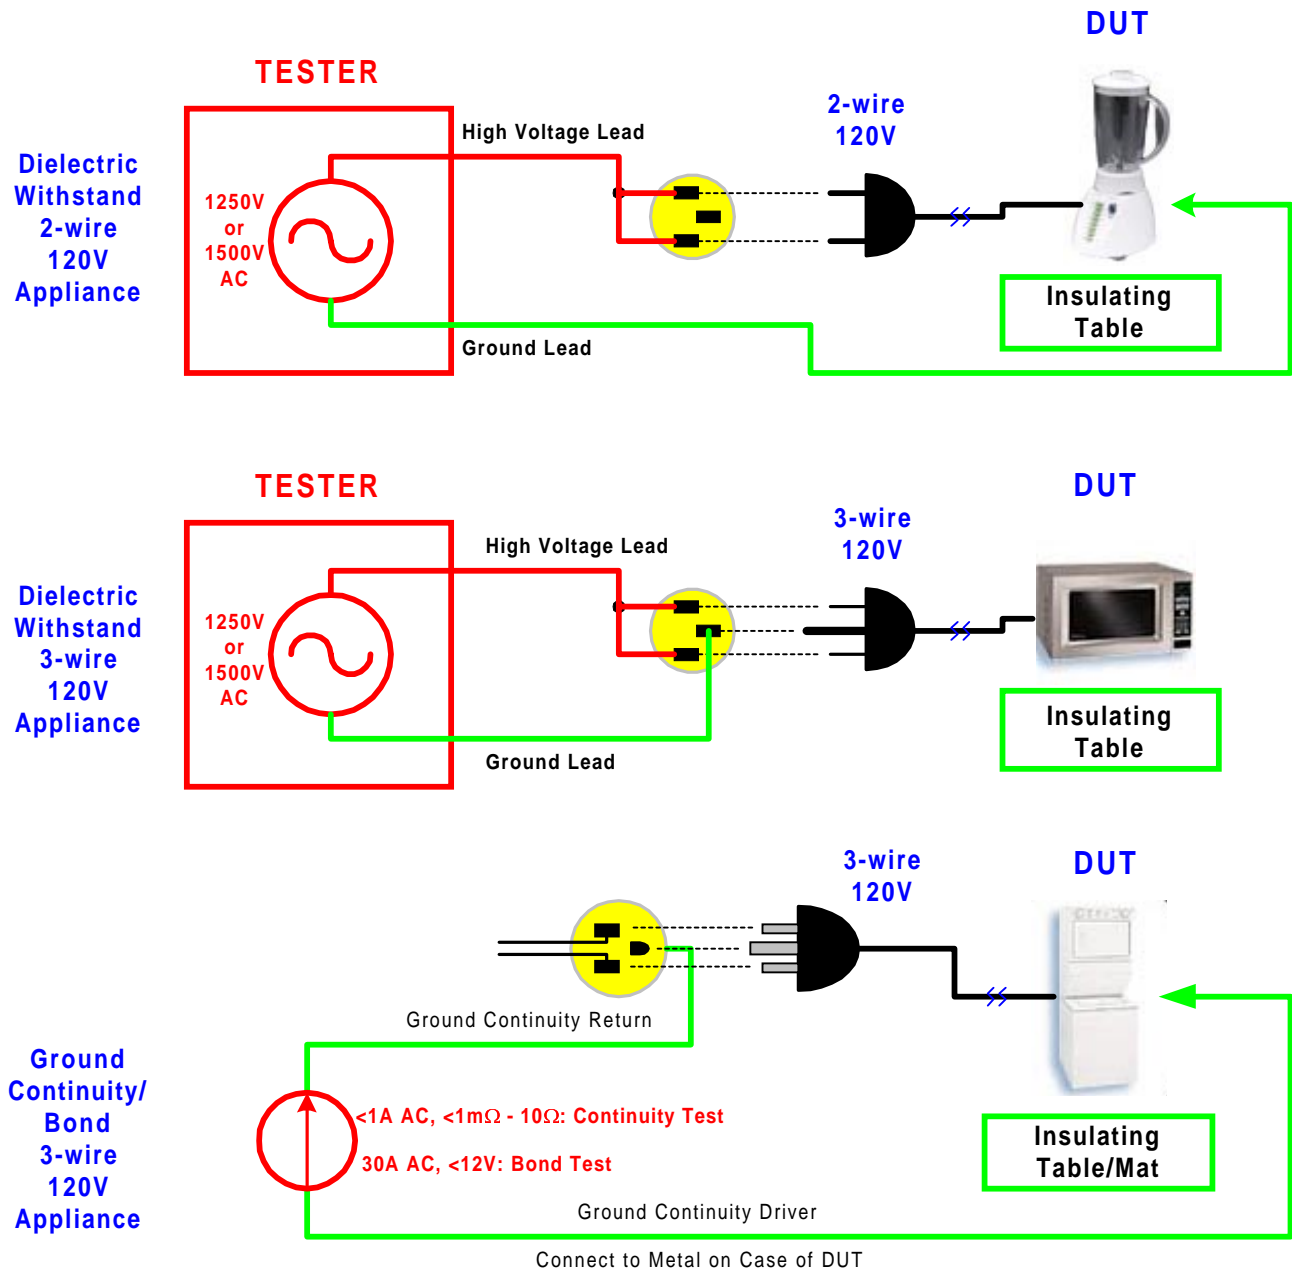 DUT
TESTER
2-wire
120V
High Voltage Lead
Dielectric
Withstand
2-wire
120V
Appliance
1250V
or
1500V
AC
Insulating
Table
Ground Lead
TESTER
DUT
3-wire
120V
High Voltage Lead
Dielectric
Withstand
3-wire
120V
Appliance
1250V
or
1500V
AC
Insulating
Table
Ground Lead
3-wire
120V
DUT
Ground Continuity Return
Ground
Continuity/
Bond
3-wire
120V
Appliance
<1A AC, <1mΩ - 10Ω: Continuity Test
30A AC, <12V: Bond Test
Insulating
Table/Mat
Ground Continuity Driver
Connect to Metal on Case of DUT